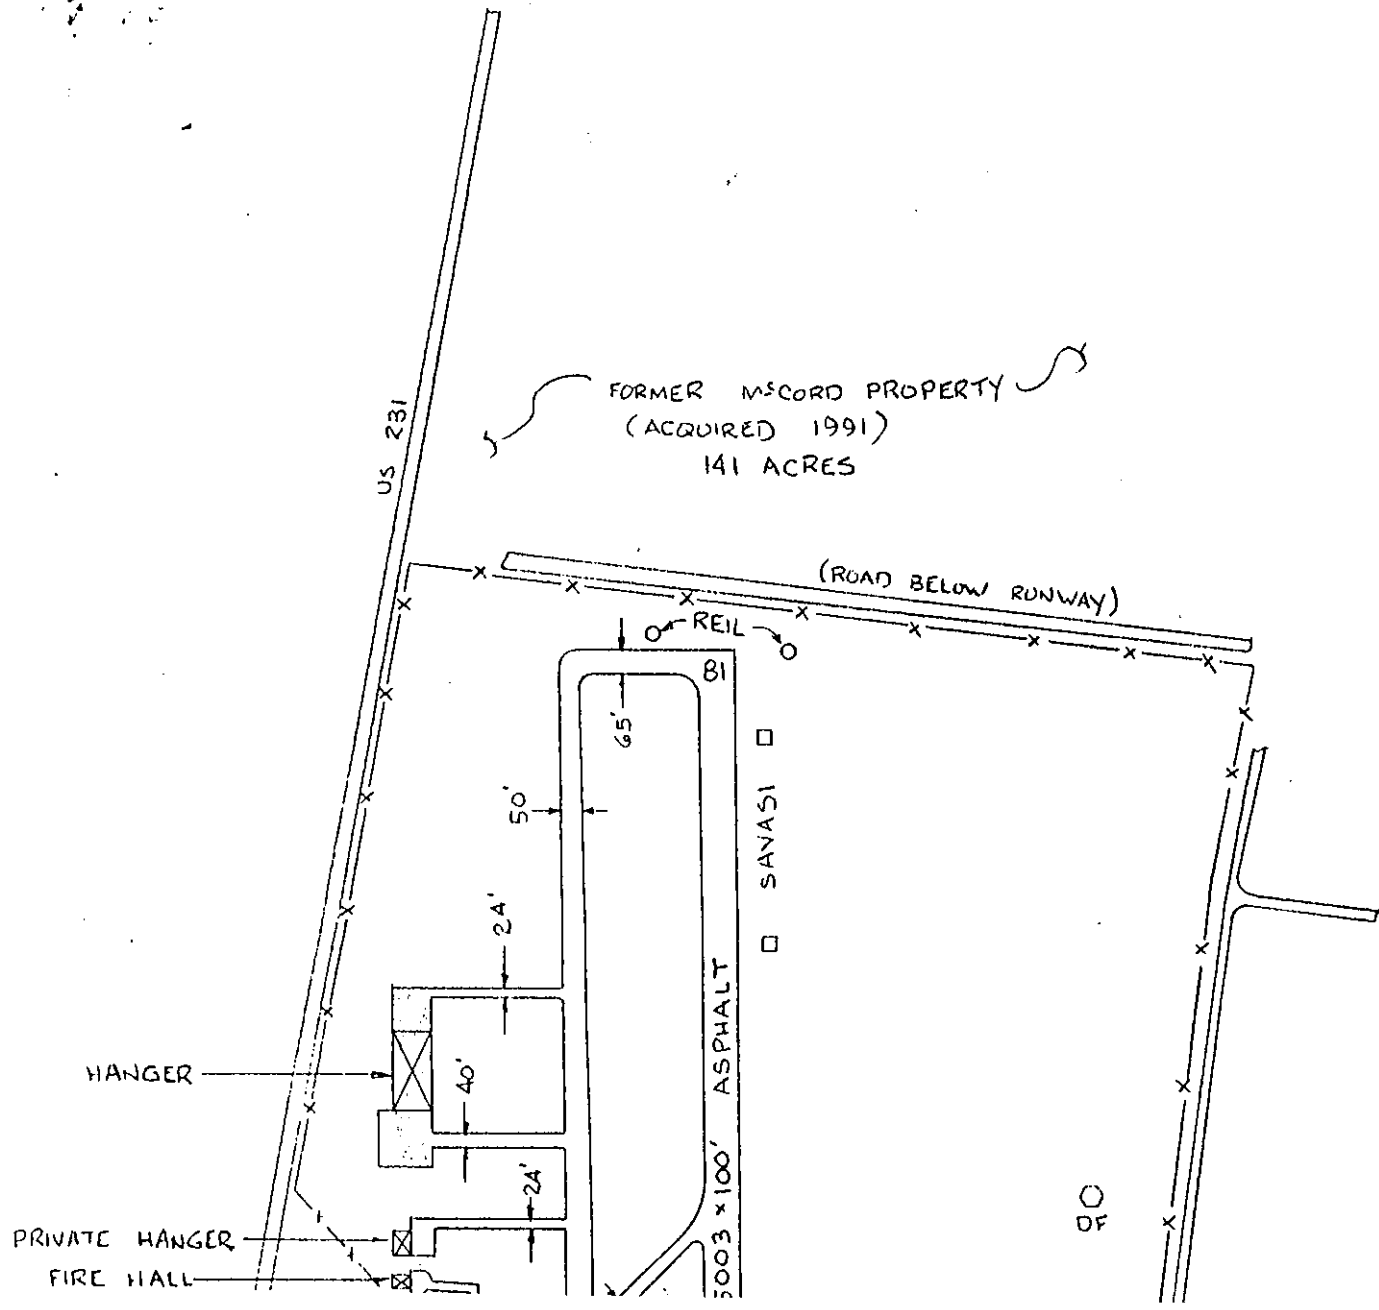 US 231
FORMER McCORD PROPERTY
(ACQUIRED 1991)
141 ACRES
(ROAD BELOW RUNWAY)
REIL
81
65'
50'
SAVASI
24'
HANGER
40'
5003 x 100' ASPHALT
24'
DF
PRIVATE HANGER
FIRE HALL